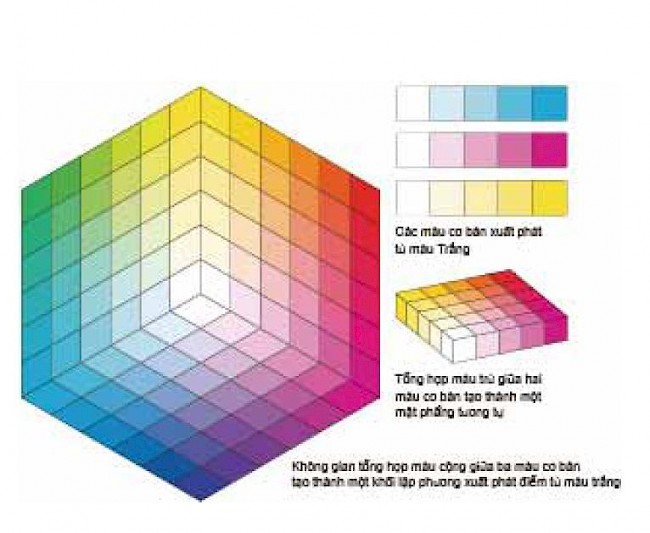 Các màu cơ bản xuất phát
từ màu Trắng
Tổng hợp màu trừ giữa hai
màu cơ bản tạo thành một
mặt phẳng tương tự
Không gian tổng hợp màu cộng giữa ba màu cơ bản
tạo thành một khối lập phương xuất phát điểm từ màu trắng